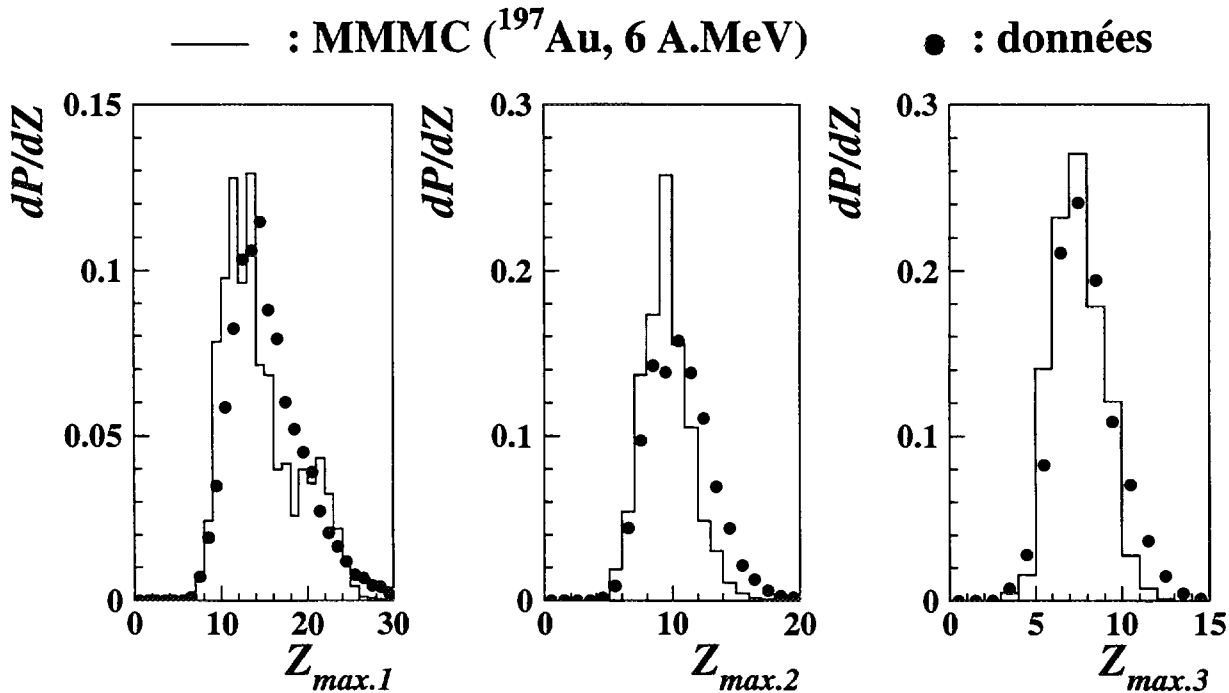 : MMMC (¹⁹⁷Au, 6 A.MeV)
: données
dP/dZ
0.15
0.1
0.05
0
0 10 20 30
Z_max.1
dP/dZ
0.3
0.2
0.1
0
0 10 20
Z_max.2
dP/dZ
0.3
0.2
0.1
0
0 5 10 15
Z_max.3